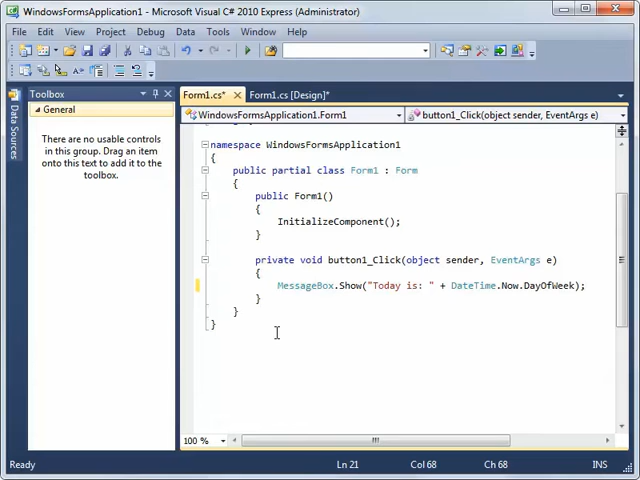 WindowsFormsApplication1 - Microsoft Visual C# 2010 Express (Administrator)
File Edit View Project Debug Data Tools Window Help
Toolbox
General
There are no usable controls
in this group. Drag an item
onto this text to add it to the
toolbox.
Data Sources
Form1.cs* Form1.cs [Design]*
WindowsFormsApplication1.Form1 button1_Click(object sender, EventArgs e)
namespace WindowsFormsApplication1
{
public partial class Form1 : Form
{
public Form1()
{
InitializeComponent();
}
private void button1_Click(object sender, EventArgs e)
{
MessageBox.Show("Today is: " + DateTime.Now.DayOfWeek);
}
}
}
100 %
Ready Ln 21 Col 68 Ch 68 INS